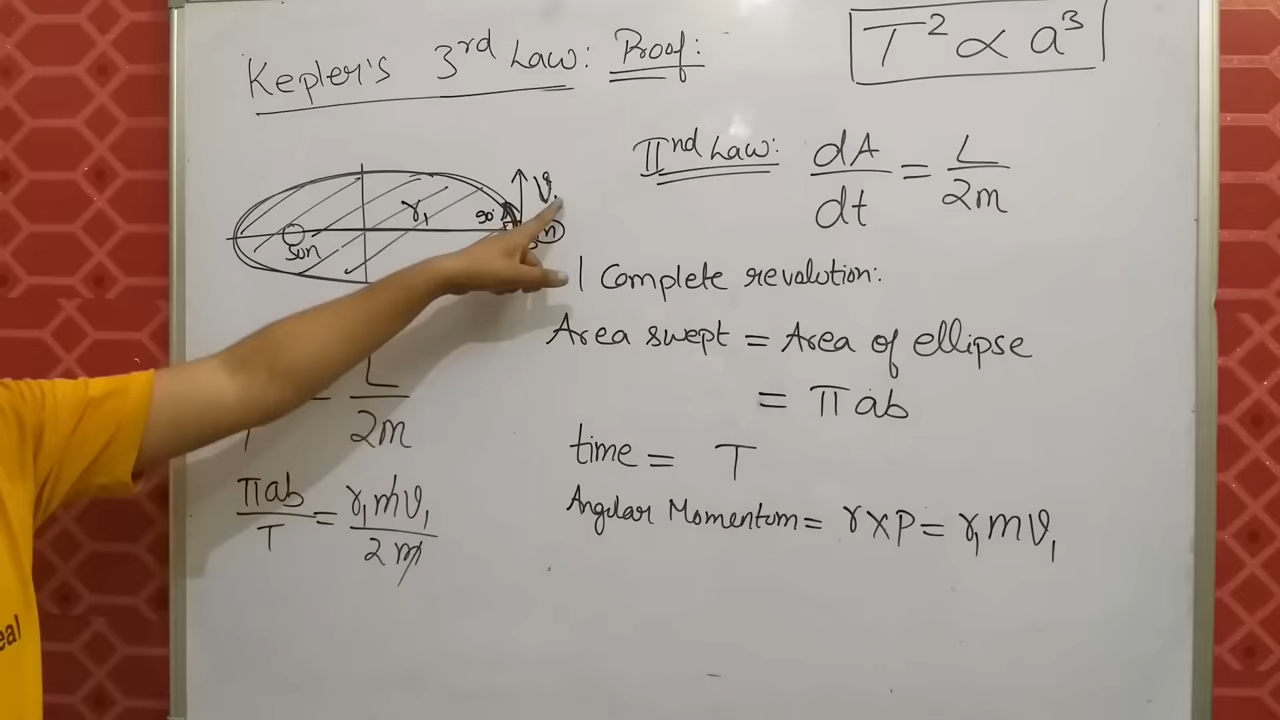 Kepler's 3rd Law: Proof:
T² ∝ a³
IInd Law: dA/dt = L/2m
r₁ 90° v₁
Sun m
1 Complete revolution:
Area swept = Area of ellipse
= πab
time = T
Angular Momentum = r×p = r₁mv₁
= L/2m
πab/T = r₁mv₁/2m
eal